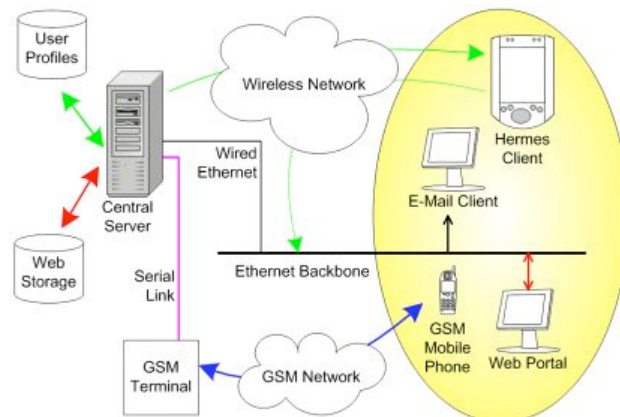 User
Profiles
Wireless Network
Hermes
Client
Wired
Ethernet
E-Mail Client
Central
Server
Web
Storage
Ethernet Backbone
Serial
Link
GSM
Mobile
Phone
Web Portal
GSM
Terminal
GSM Network